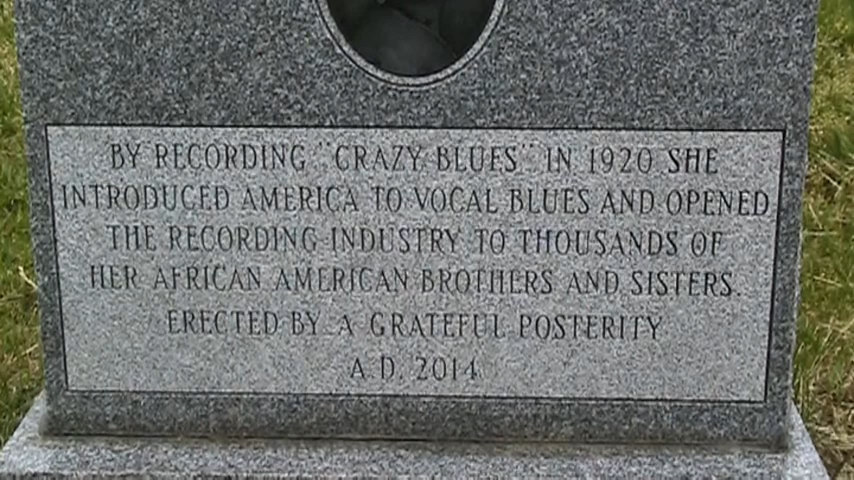 BY RECORDING "CRAZY BLUES" IN 1920 SHE
INTRODUCED AMERICA TO VOCAL BLUES AND OPENED
THE RECORDING INDUSTRY TO THOUSANDS OF
HER AFRICAN AMERICAN BROTHERS AND SISTERS.
ERECTED BY A GRATEFUL POSTERITY
A.D. 2014